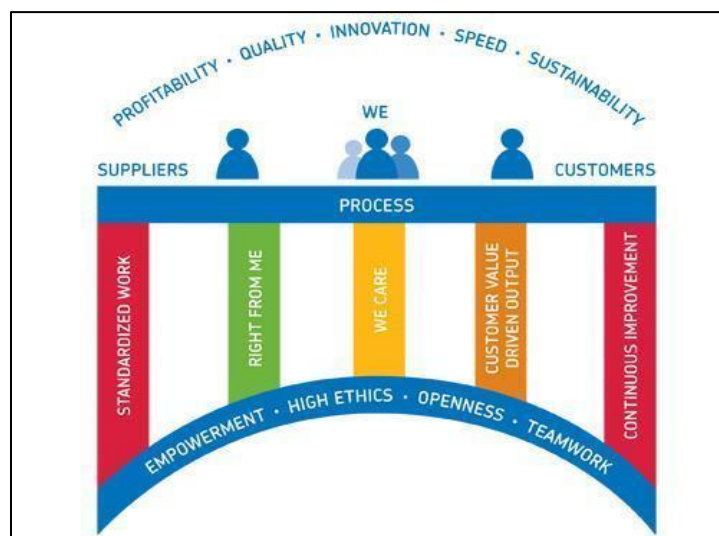 PROFITABILITY · QUALITY · INNOVATION · SPEED · SUSTAINABILITY
WE
SUPPLIERS
CUSTOMERS
PROCESS
STANDARDIZED WORK
RIGHT FROM ME
WE CARE
CUSTOMER VALUE
DRIVEN OUTPUT
CONTINUOUS IMPROVEMENT
EMPOWERMENT · HIGH ETHICS · OPENNESS · TEAMWORK